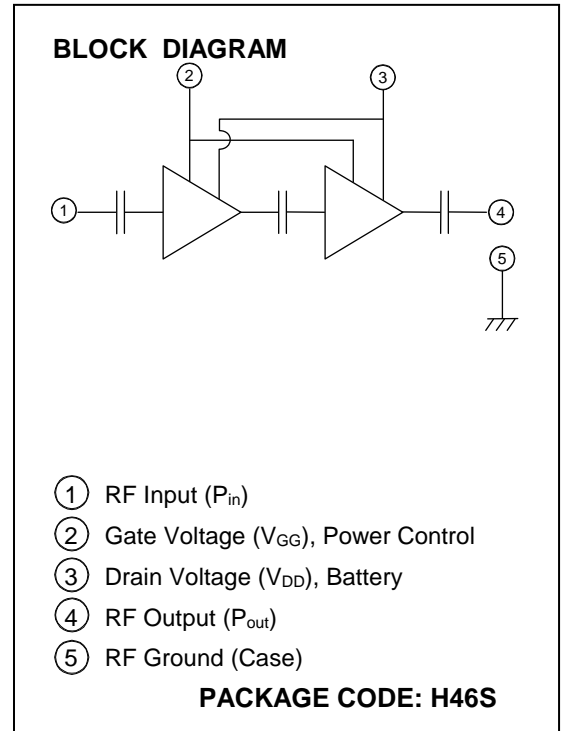 BLOCK DIAGRAM
2
3
1
4
5
1 RF Input (Pin)
2 Gate Voltage (VGG), Power Control
3 Drain Voltage (VDD), Battery
4 RF Output (Pout)
5 RF Ground (Case)
PACKAGE CODE: H46S